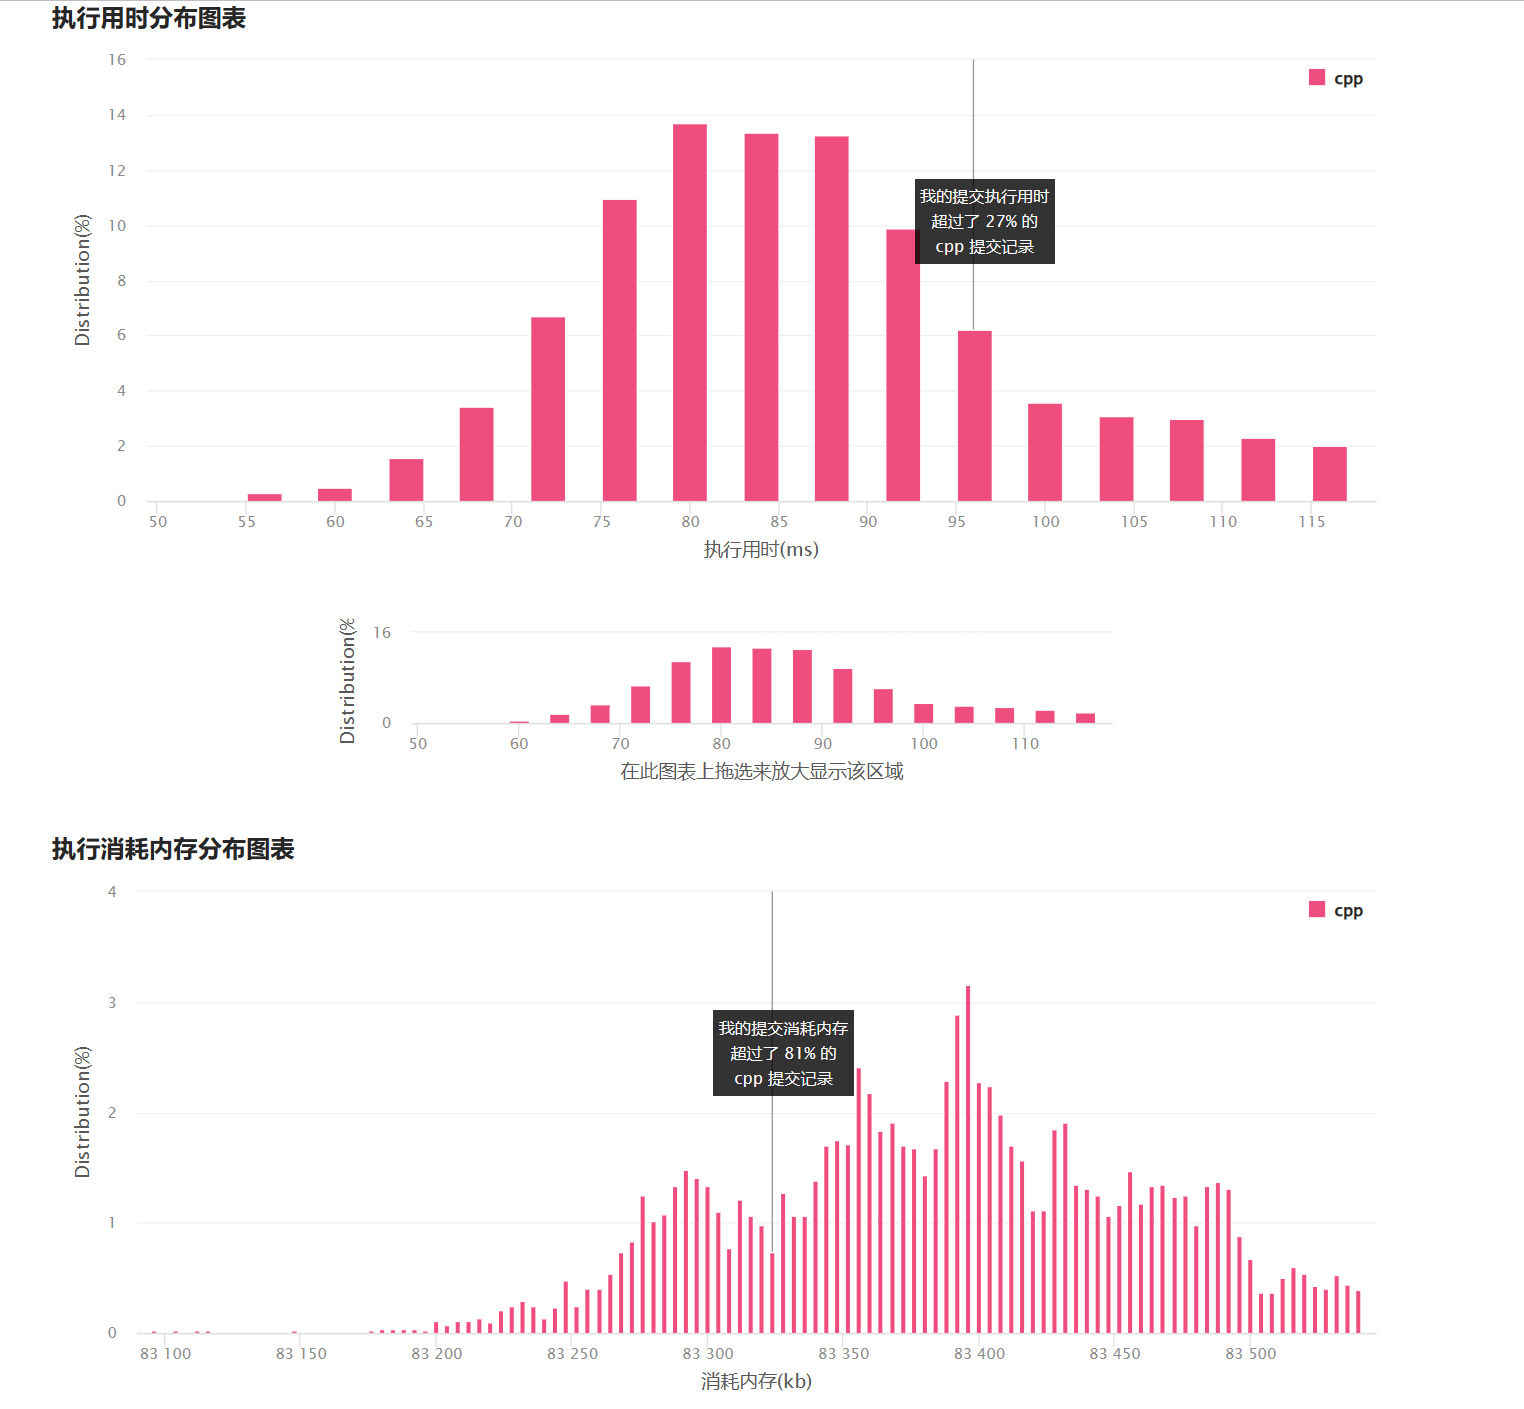 执行用时分布图表
16
14
12
10
8
6
4
2
0
Distribution(%)
cpp
我的提交执行用时
超过了 27% 的
cpp 提交记录
50 55 60 65 70 75 80 85 90 95 100 105 110 115
执行用时(ms)
Distribution(%
16
0
50 60 70 80 90 100 110
在此图表上拖选来放大显示该区域
执行消耗内存分布图表
4
3
2
1
0
Distribution(%)
cpp
我的提交消耗内存
超过了 81% 的
cpp 提交记录
83 100 83 150 83 200 83 250 83 300 83 350 83 400 83 450 83 500
消耗内存(kb)